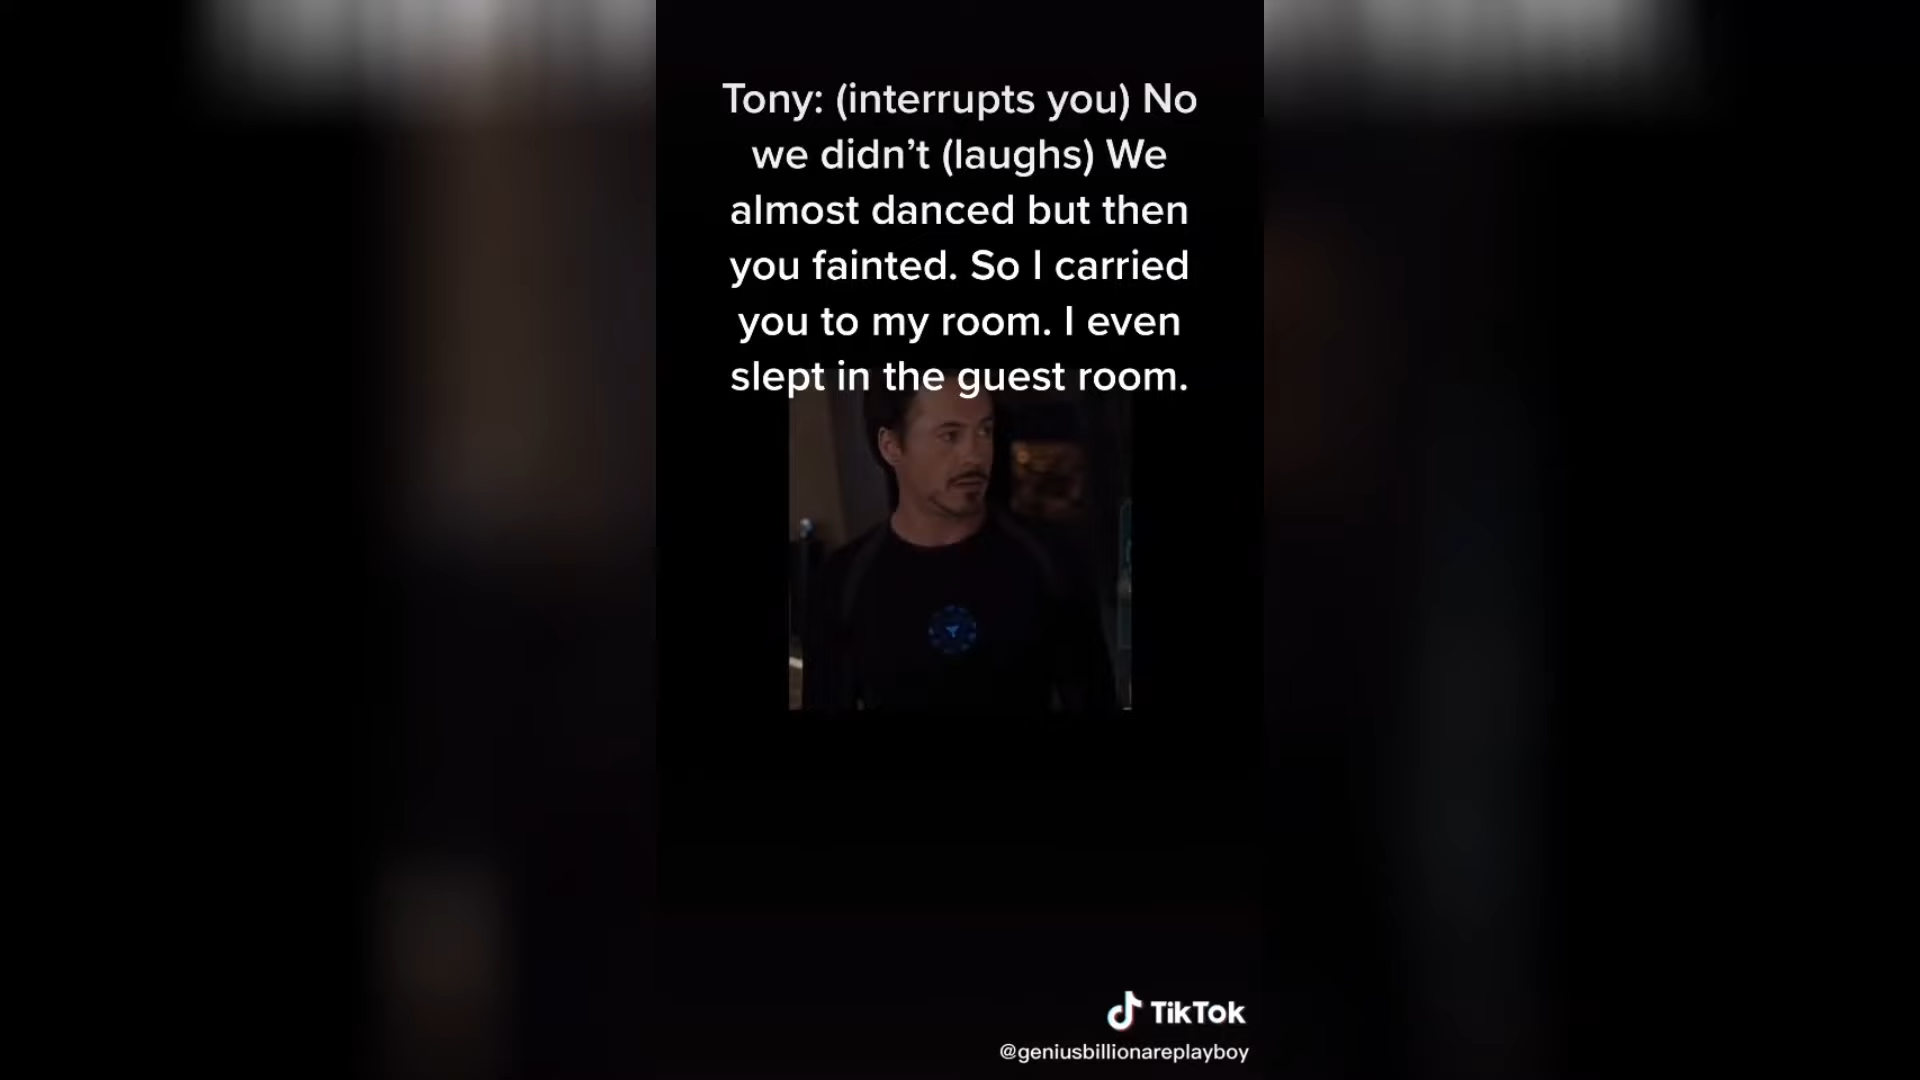 Tony: (interrupts you) No
we didn’t (laughs) We
almost danced but then
you fainted. So I carried
you to my room. I even
slept in the guest room.
TikTok
@geniusbillionareplayboy